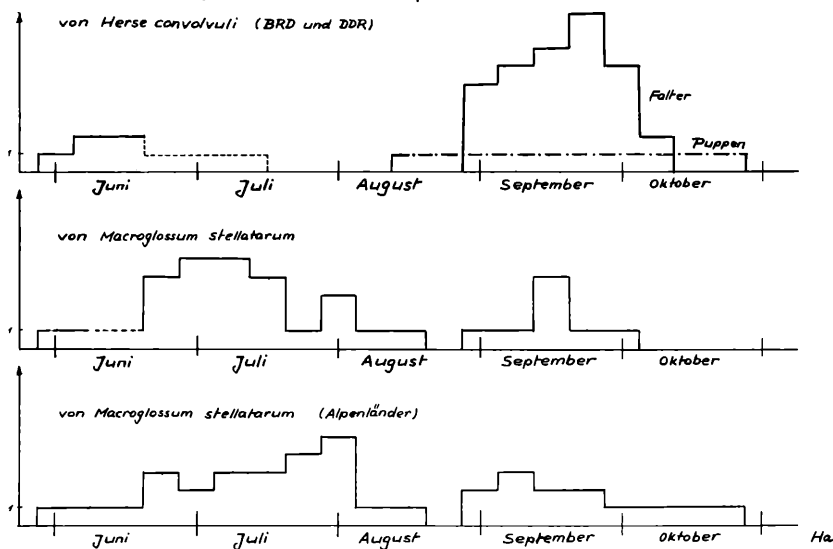 von Herse convolvuli (BRD und DDR)
Falter
Puppen
1
Juni Juli August September Oktober
von Macroglossum stellatarum
1
Juni Juli August September Oktober
von Macroglossum stellatarum (Alpenländer)
1
Juni Juli August September Oktober
Ha